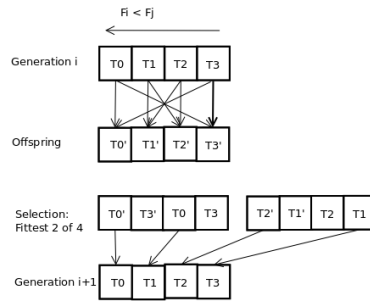 Fi < Fj
Generation i
T0 T1 T2 T3
Offspring
T0' T1' T2' T3'
Selection:
Fittest 2 of 4
T0' T3' T0 T3 T2' T1' T2 T1
Generation i+1
T0 T1 T2 T3